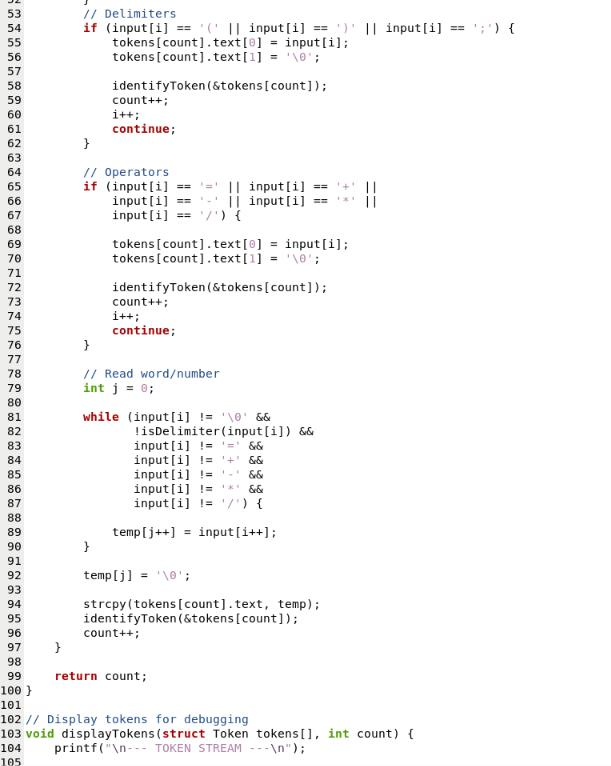 52        }
53        // Delimiters
54        if (input[i] == '(' || input[i] == ')' || input[i] == ';') {
55            tokens[count].text[0] = input[i];
56            tokens[count].text[1] = '\0';
57
58            identifyToken(&tokens[count]);
59            count++;
60            i++;
61            continue;
62        }
63
64        // Operators
65        if (input[i] == '=' || input[i] == '+' ||
66            input[i] == '-' || input[i] == '*' ||
67            input[i] == '/') {
68
69            tokens[count].text[0] = input[i];
70            tokens[count].text[1] = '\0';
71
72            identifyToken(&tokens[count]);
73            count++;
74            i++;
75            continue;
76        }
77
78        // Read word/number
79        int j = 0;
80
81        while (input[i] != '\0' &&
82               !isDelimiter(input[i]) &&
83               input[i] != '=' &&
84               input[i] != '+' &&
85               input[i] != '-' &&
86               input[i] != '*' &&
87               input[i] != '/') {
88
89            temp[j++] = input[i++];
90        }
91
92        temp[j] = '\0';
93
94        strcpy(tokens[count].text, temp);
95        identifyToken(&tokens[count]);
96        count++;
97    }
98
99    return count;
100}
101
102// Display tokens for debugging
103void displayTokens(struct Token tokens[], int count) {
104    printf("\n--- TOKEN STREAM ---\n");
105